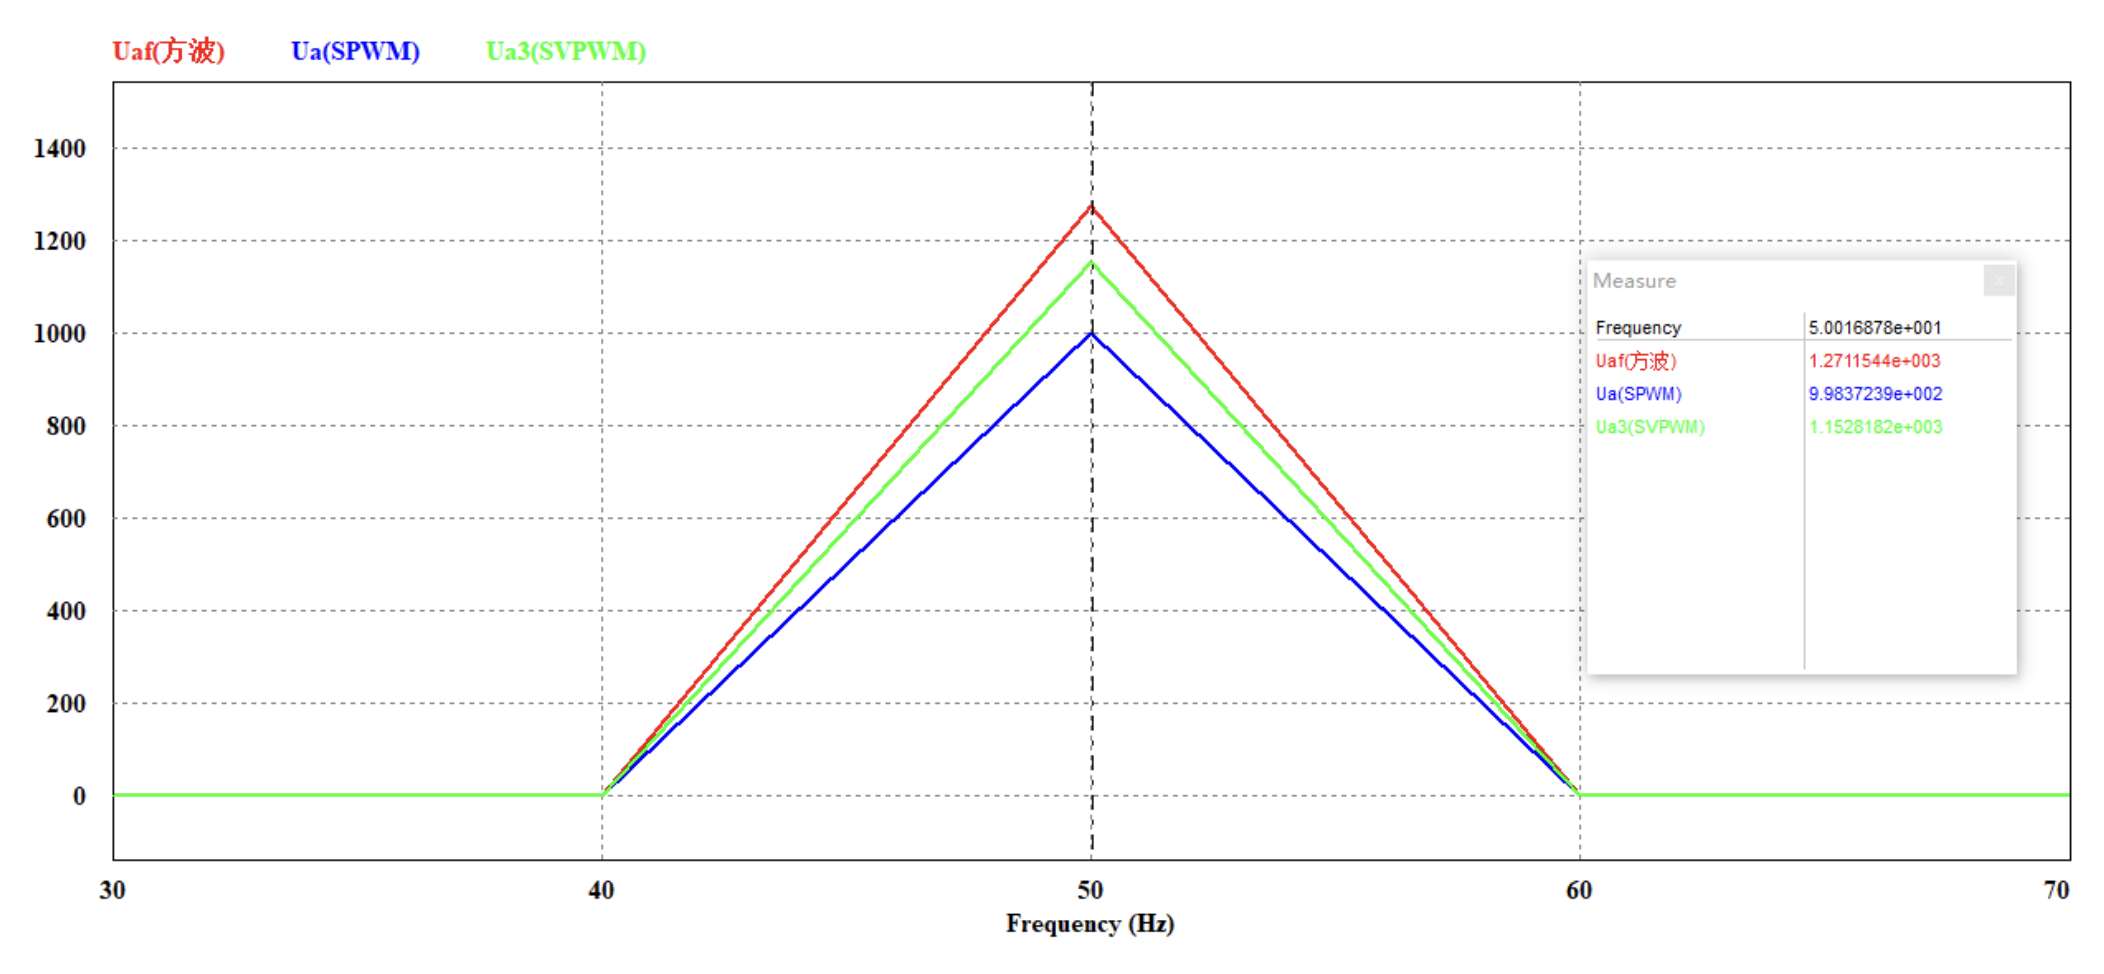 Uaf(方波) Ua(SPWM) Ua3(SVPWM)
1400
1200
1000
800
600
400
200
0
30 40 50 60 70
Frequency (Hz)
Measure x
Frequency 5.0016878e+001
Uaf(方波) 1.2711544e+003
Ua(SPWM) 9.9837239e+002
Ua3(SVPWM) 1.1528182e+003